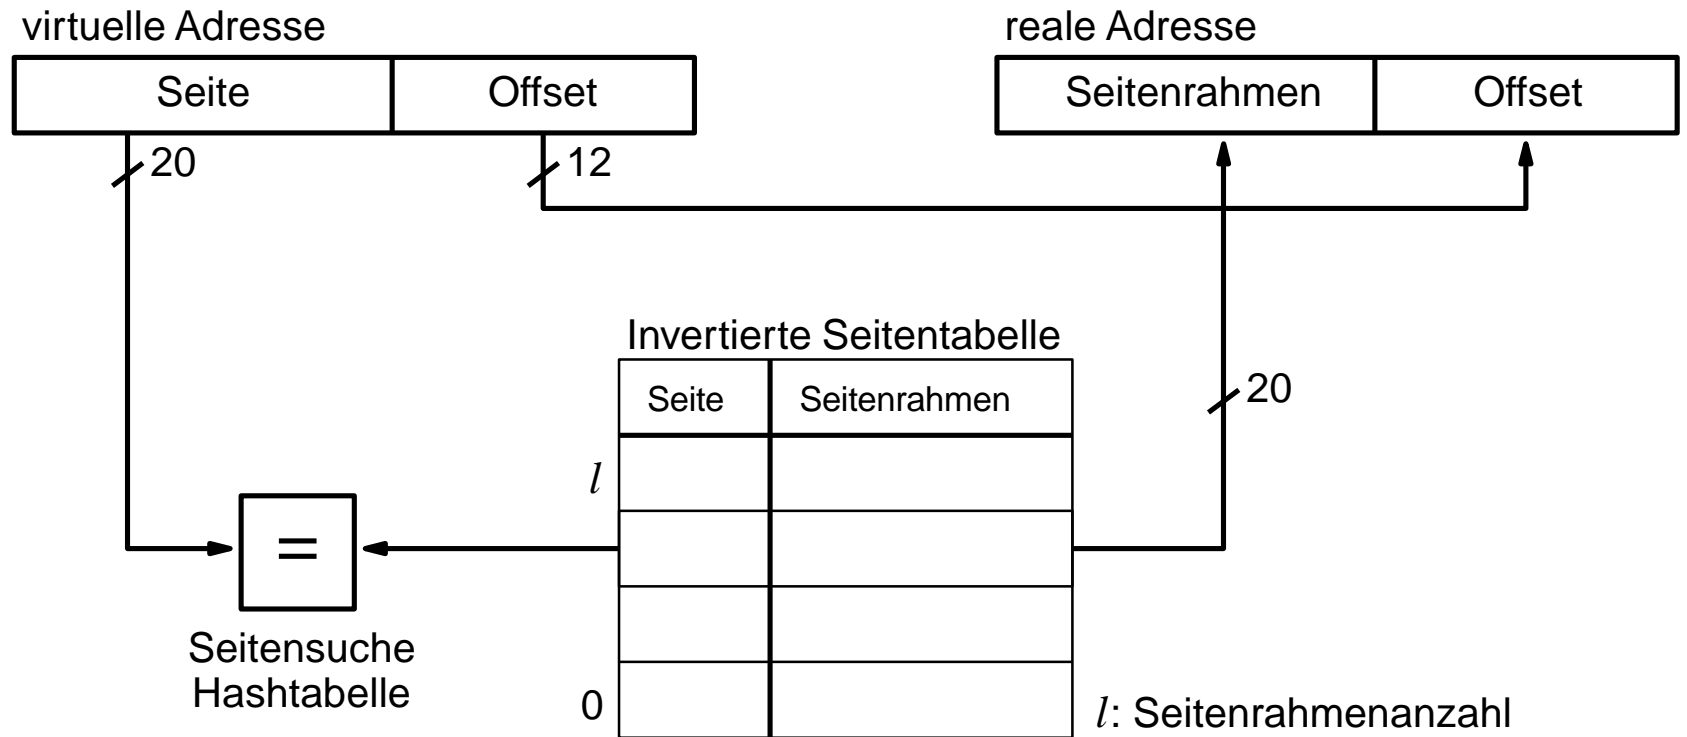 virtuelle Adresse
reale Adresse
Seite
Offset
Seitenrahmen
Offset
20
12
Invertierte Seitentabelle
Seite
Seitenrahmen
20
l
=
Seitensuche
Hashtabelle
0
l: Seitenrahmenanzahl